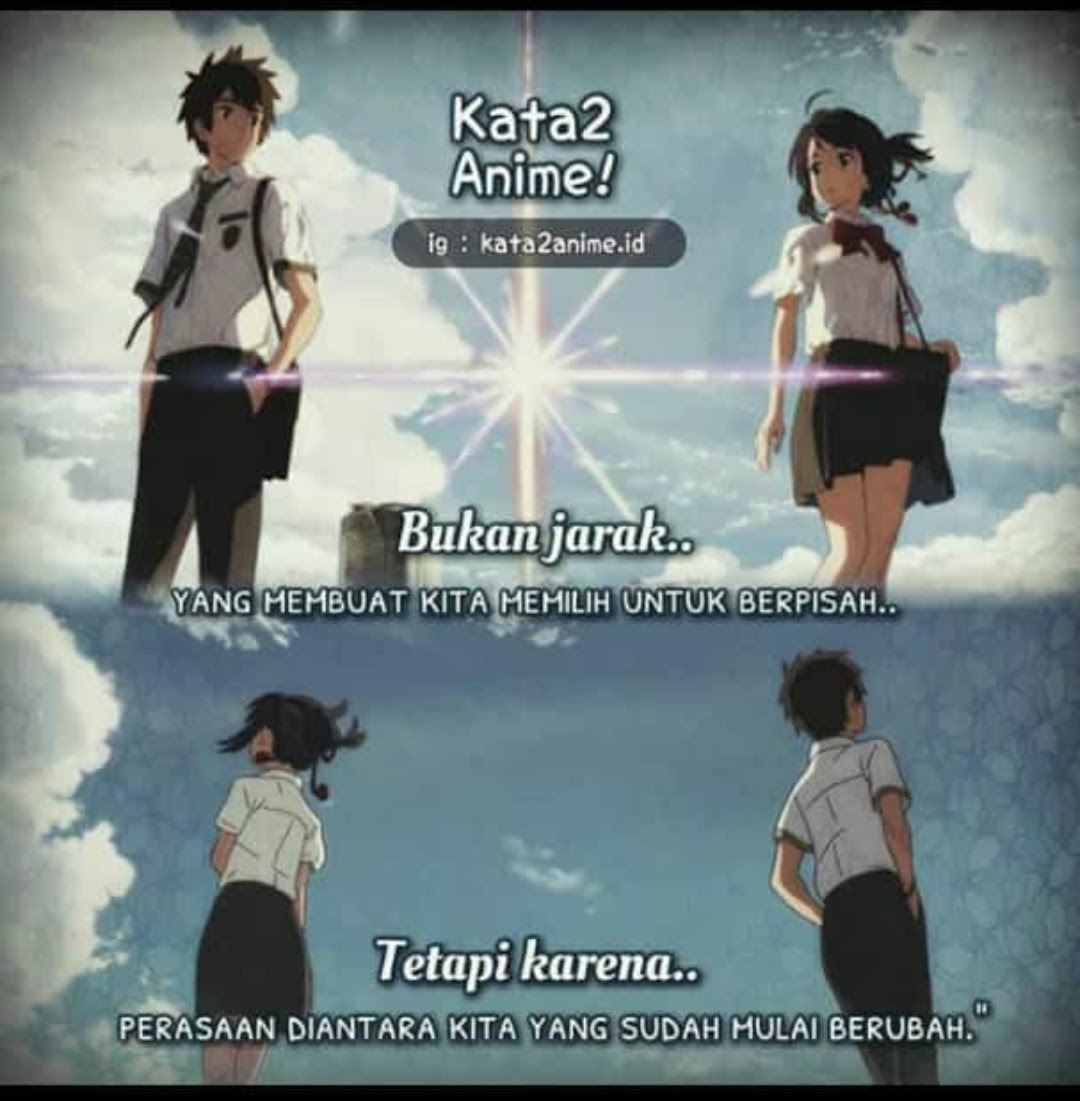 Kata2
Anime!
ig : kata2anime.id
Bukan jarak..
YANG MEMBUAT KITA MEMILIH UNTUK BERPISAH..
Tetapi karena..
PERASAAN DIANTARA KITA YANG SUDAH MULAI BERUBAH."